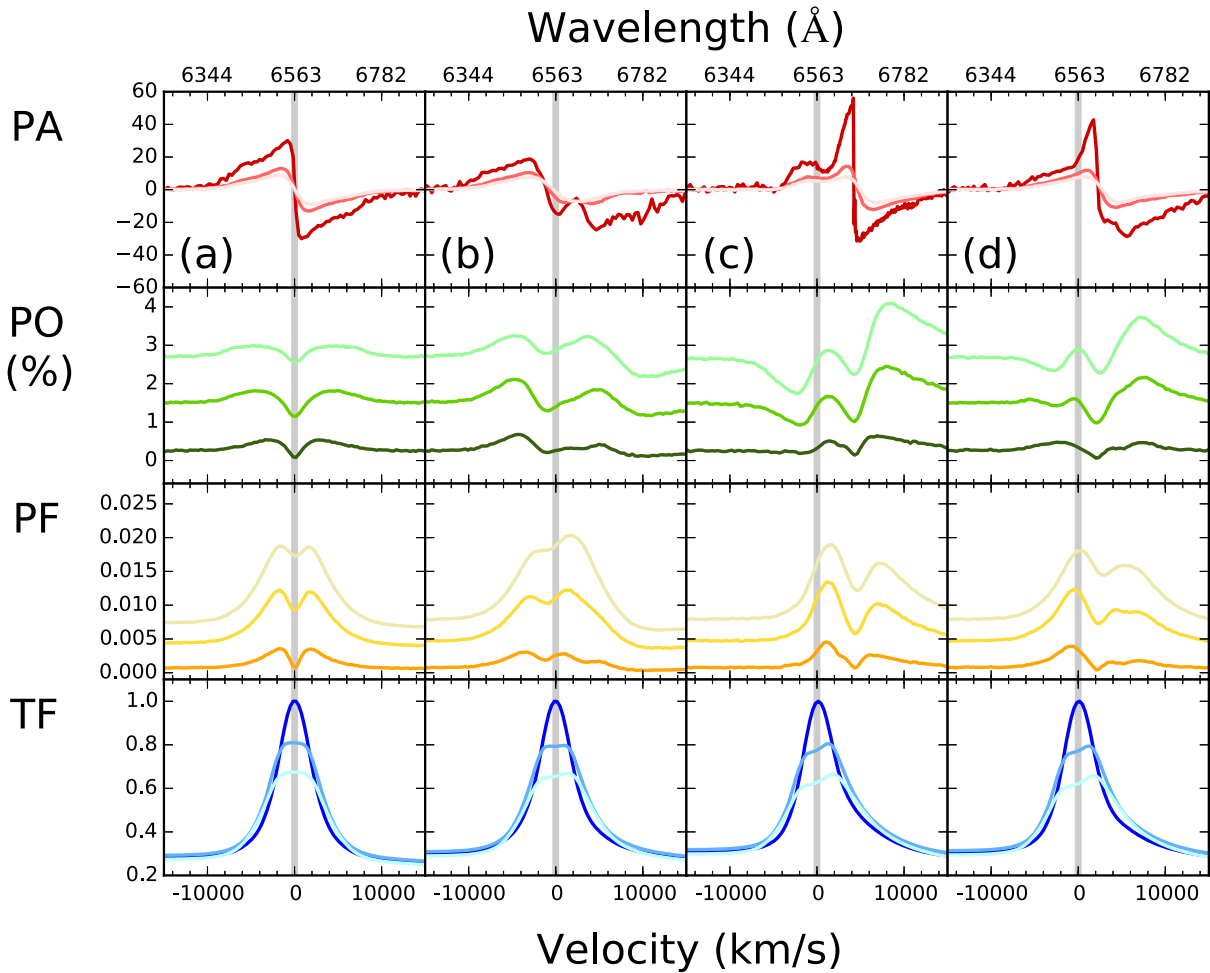 Wavelength (Å)
6344 6563 6782 6344 6563 6782 6344 6563 6782 6344 6563 6782
PA
60
40
20
0
−20
−40
−60
(a) (b) (c) (d)
PO
(%)
4
3
2
1
0
PF
0.025
0.020
0.015
0.010
0.005
0.000
TF
1.0
0.8
0.6
0.4
0.2
-10000 0 10000 -10000 0 10000 -10000 0 10000 -10000 0 10000
Velocity (km/s)